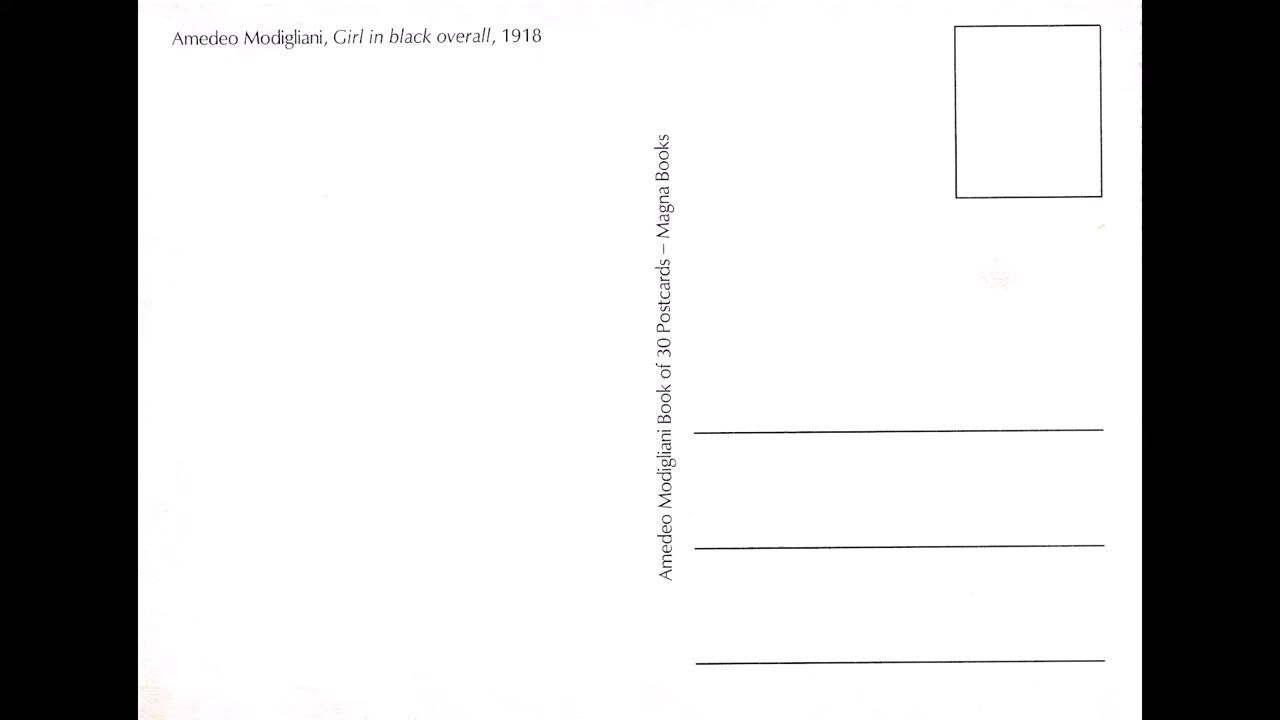 Amedeo Modigliani, Girl in black overall, 1918
Amedeo Modigliani Book of 30 Postcards – Magna Books